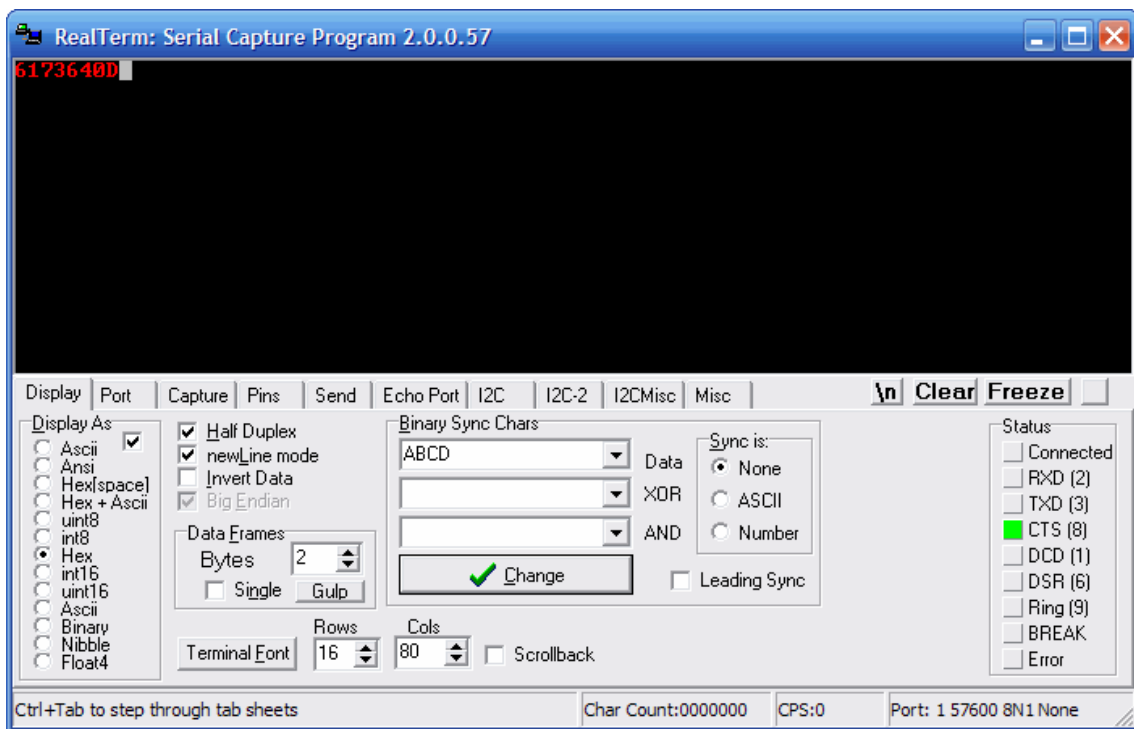 RealTerm: Serial Capture Program 2.0.0.57
6173640D
Display Port Capture Pins Send Echo Port I2C I2C-2 I2CMisc Misc \n Clear Freeze
Display As
Ascii
Ansi
Hex[space]
Hex + Ascii
uint8
int8
Hex
int16
uint16
Ascii
Binary
Nibble
Float4
Half Duplex
newLine mode
Invert Data
Big Endian
Data Frames
Bytes 2
Single Gulp
Terminal Font
Rows
16
Cols
80
Scrollback
Binary Sync Chars
ABCD Data
XOR
AND
Change
Sync is:
None
ASCII
Number
Leading Sync
Status
Connected
RXD (2)
TXD (3)
CTS (8)
DCD (1)
DSR (6)
Ring (9)
BREAK
Error
Ctrl+Tab to step through tab sheets Char Count:0000000 CPS:0 Port: 1 57600 8N1 None